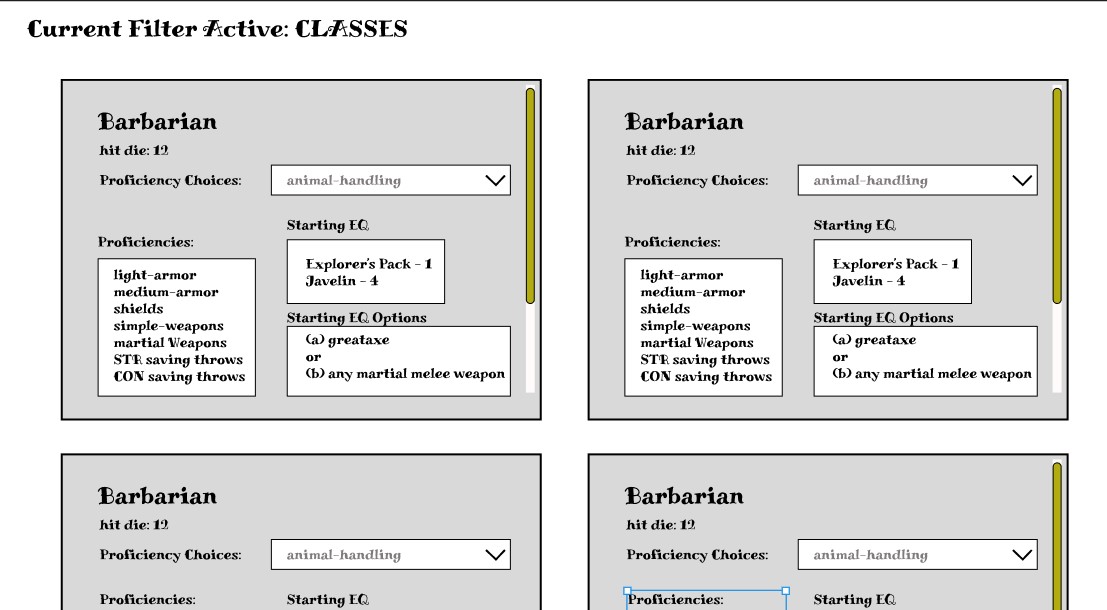 Current Filter Active: CLASSES
Barbarian
hit die: 12
Proficiency Choices:
animal-handling
Starting EQ
Proficiencies:
Explorer's Pack - 1
Javelin - 4
light-armor
medium-armor
shields
simple-weapons
martial Weapons
STR saving throws
CON saving throws
Starting EQ Options
(a) greataxe
or
(b) any martial melee weapon
Barbarian
hit die: 12
Proficiency Choices:
animal-handling
Starting EQ
Proficiencies:
Explorer's Pack - 1
Javelin - 4
light-armor
medium-armor
shields
simple-weapons
martial Weapons
STR saving throws
CON saving throws
Starting EQ Options
(a) greataxe
or
(b) any martial melee weapon
Barbarian
hit die: 12
Proficiency Choices:
animal-handling
Proficiencies:
Starting EQ
Barbarian
hit die: 12
Proficiency Choices:
animal-handling
Proficiencies:
Starting EQ